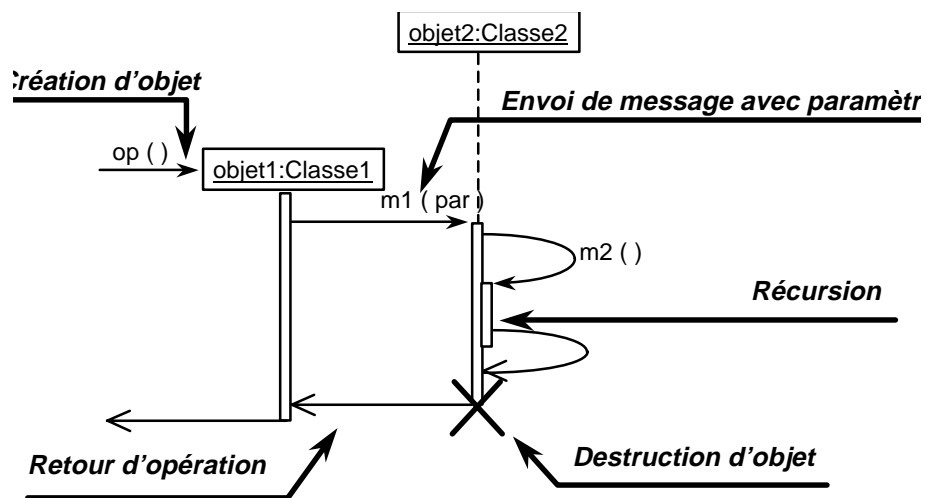 objet2:Classe2
Création d'objet
Envoi de message avec paramètr
op ( )
objet1:Classe1
m1 ( par )
m2 ( )
Récursion
Retour d'opération
Destruction d'objet